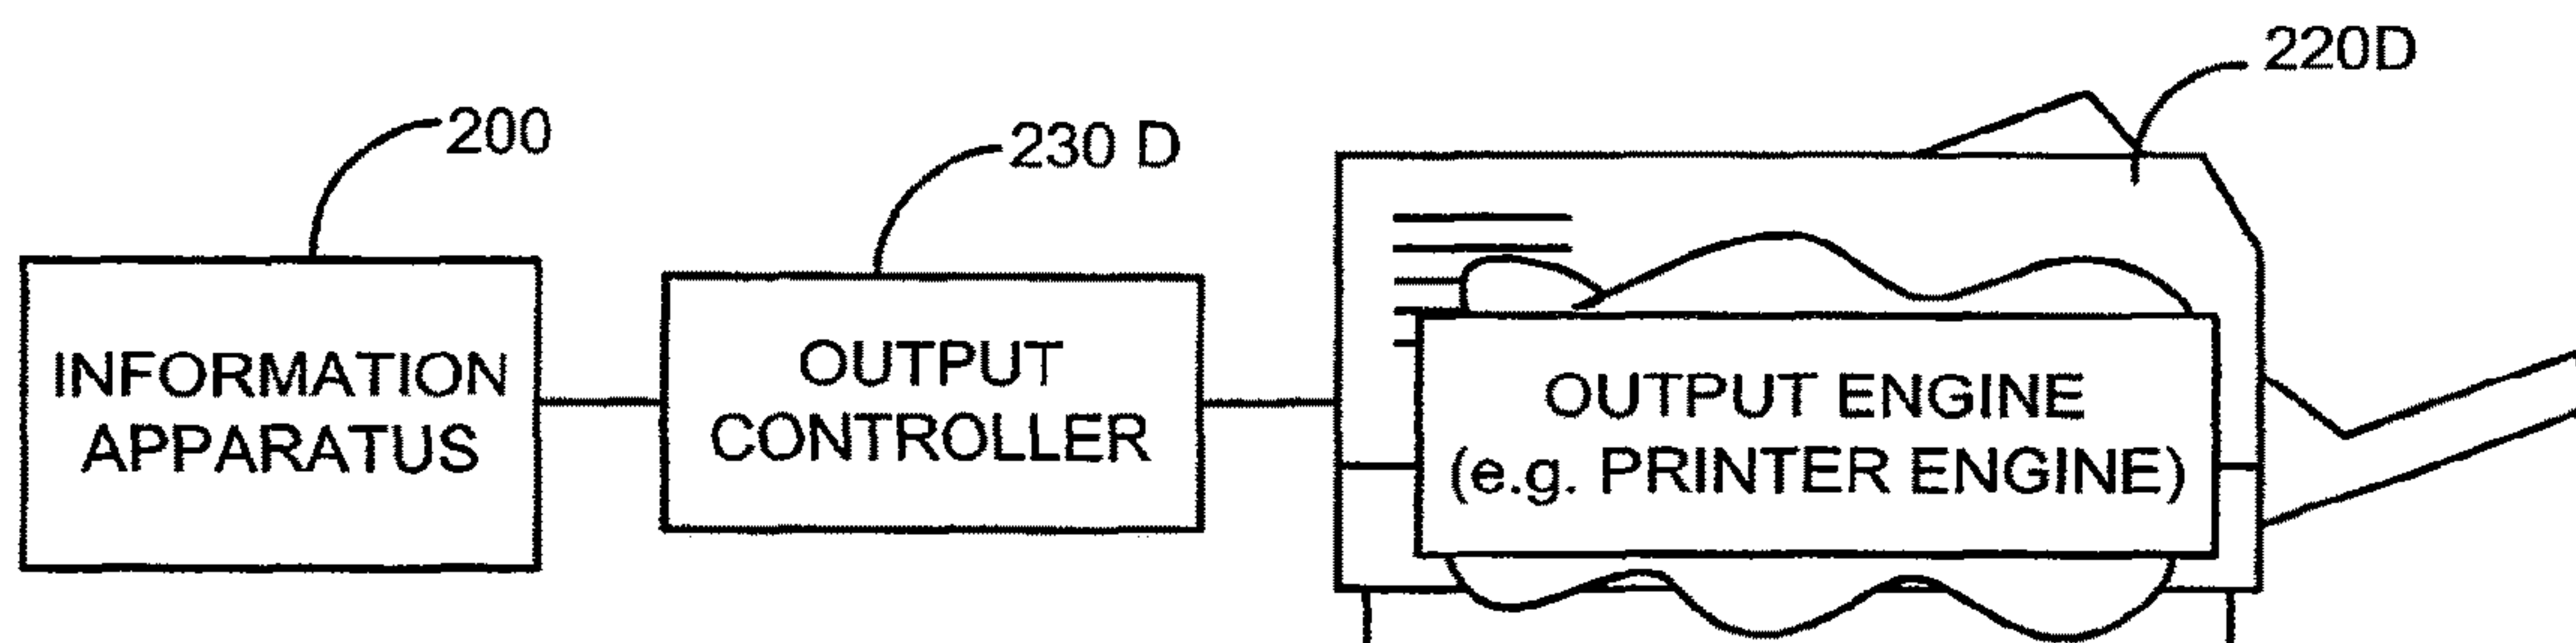 220D
200
230 D
INFORMATION
APPARATUS
OUTPUT
CONTROLLER
OUTPUT ENGINE
(e.g. PRINTER ENGINE)